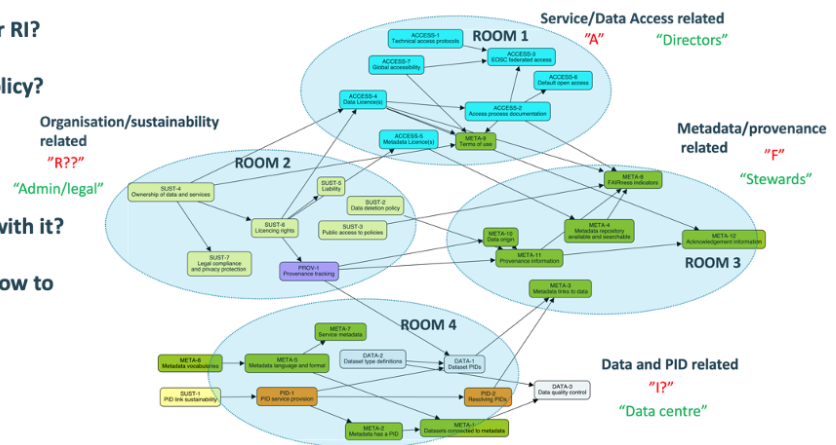 r RI?
licy?
with it?
ow to
Service/Data Access related
"A" "Directors"
ROOM 1
ACCESS-1
Technical access protocols
ACCESS-3
EOSC federated access
ACCESS-7
Global accessibility
ACCESS-6
Default open access
ACCESS-4
Data Licence(s)
ACCESS-2
Access process documentation
ACCESS-5
Metadata Licence(s)
META-9
Terms of use
Organisation/sustainability
related
"R??"
"Admin/legal"
ROOM 2
SUST-4
Ownership of data and services
SUST-5
Liability
SUST-2
Data deletion policy
SUST-6
Licencing rights
SUST-3
Public access to policies
SUST-7
Legal compliance
and privacy protection
PROV-1
Provenance tracking
Metadata/provenance
related
"F"
"Stewards"
META-8
FAIRness indicators
META-4
Metadata repository
available and searchable
META-10
Data origin
META-12
Acknowledgement information
META-11
Provenance information
ROOM 3
META-3
Metadata links to data
ROOM 4
META-7
Service metadata
META-6
Metadata vocabularies
META-5
Metadata language and format
DATA-2
Dataset type definitions
DATA-1
Dataset PIDs
SUST-1
PID link sustainability
PID-1
PID service provision
PID-2
Resolving PIDs
DATA-3
Data quality control
META-2
Metadata has a PID
META-1
Datasets connected to metadata
Data and PID related
"I?"
"Data centre"